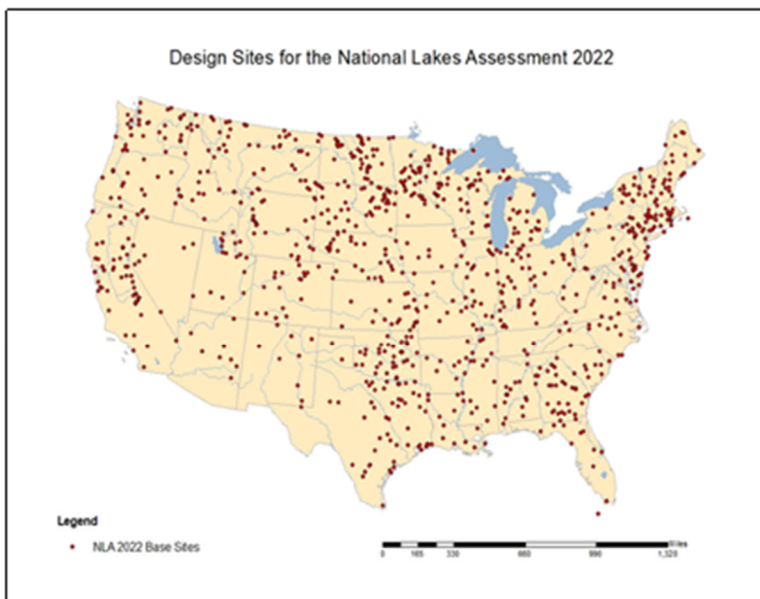 Design Sites for the National Lakes Assessment 2022
Legend
NLA 2022 Base Sites
Miles
0 165 330 660 990 1,320